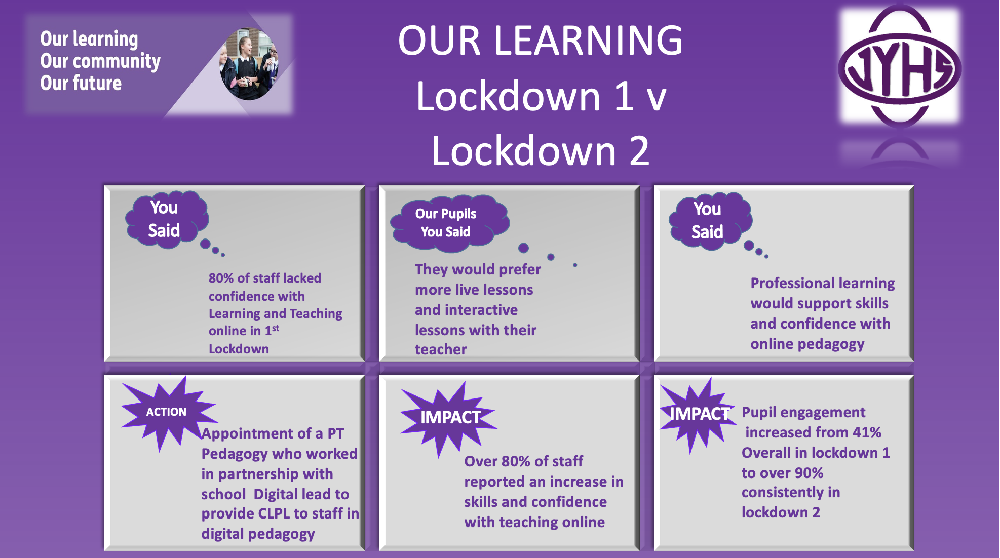 Our learning
Our community
Our future
OUR LEARNING
Lockdown 1 v
Lockdown 2
JYHS
You
Said
80% of staff lacked
confidence with
Learning and Teaching
online in 1st
Lockdown
Our Pupils
You Said
They would prefer
more live lessons
and interactive
lessons with their
teacher
You
Said
Professional learning
would support skills
and confidence with
online pedagogy
ACTION
Appointment of a PT
Pedagogy who worked
in partnership with
school  Digital lead to
provide CLPL to staff in
digital pedagogy
IMPACT
Over 80% of staff
reported an increase in
skills and confidence
with teaching online
IMPACT
Pupil engagement
increased from 41%
Overall in lockdown 1
to over 90%
consistently in
lockdown 2